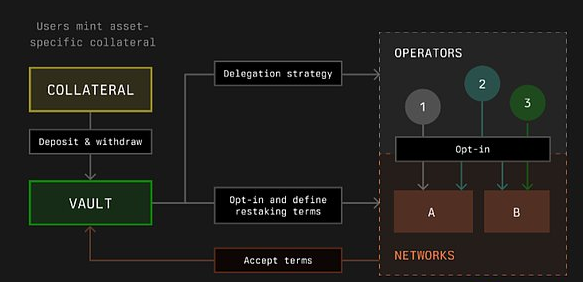 Users mint asset-
specific collateral
COLLATERAL
Deposit & withdraw
VAULT
Delegation strategy
Opt-in and define
restaking terms
Accept terms
OPERATORS
1
2
3
Opt-in
A
B
NETWORKS